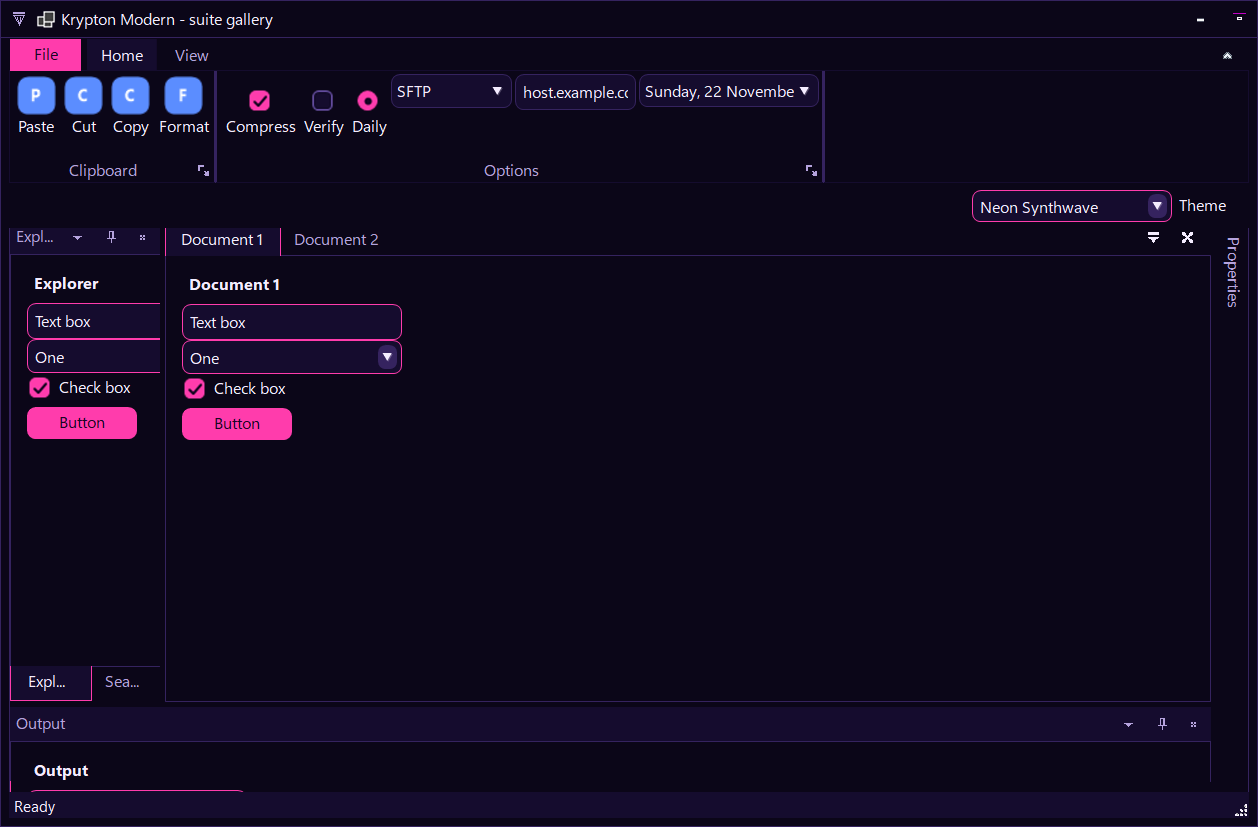 Krypton Modern - suite gallery
File Home View
P C C F
Paste Cut Copy Format
Compress Verify Daily
SFTP
host.example.cc
Sunday, 22 Novembe
Clipboard
Options
Neon Synthwave
Theme
Expl...
Document 1 Document 2
Properties
Explorer
Text box
One
Check box
Button
Document 1
Text box
One
Check box
Button
Expl... Sea...
Output
Output
Ready